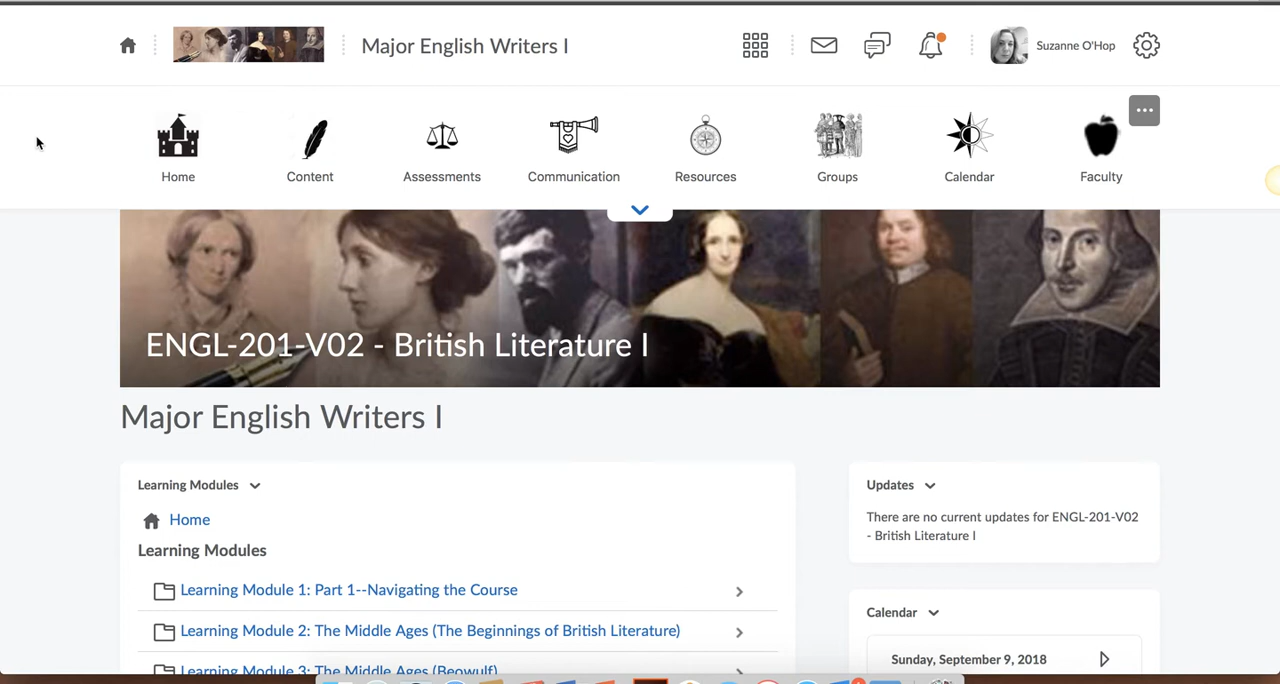 Major English Writers I
Suzanne O'Hop
Home
Content
Assessments
Communication
Resources
Groups
Calendar
Faculty
ENGL-201-V02 - British Literature I
Major English Writers I
Learning Modules
Home
Learning Modules
Learning Module 1: Part 1--Navigating the Course
Learning Module 2: The Middle Ages (The Beginnings of British Literature)
Learning Module 3: The Middle Ages (Beowulf)
Updates
There are no current updates for ENGL-201-V02
- British Literature I
Calendar
Sunday, September 9, 2018